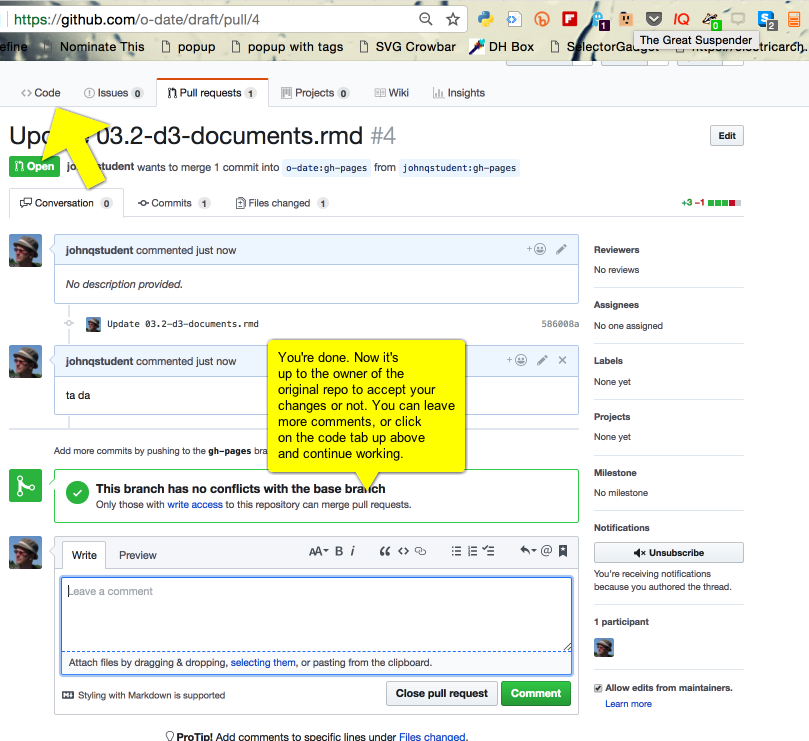 https://github.com/o-date/draft/pull/4
1
IQ
0
2
efine
Nominate This
popup
popup with tags
SVG Crowbar
DH Box
SelectorGadget
The Great Suspender
Code
Issues 0
Pull requests 1
Projects 0
Wiki
Insights
Update 03.2-d3-documents.rmd #4
Edit
Open
student wants to merge 1 commit into o-date:gh-pages from johnqstudent:gh-pages
Conversation 0
Commits 1
Files changed 1
+3 −1
johnqstudent commented just now
No description provided.
Update 03.2-d3-documents.rmd
586008a
johnqstudent commented just now
ta da
You're done. Now it's
up to the owner of the
original repo to accept your
changes or not. You can leave
more comments, or click
on the code tab up above
and continue working.
Add more commits by pushing to the gh-pages
This branch has no conflicts with the base branch
Only those with write access to this repository can merge pull requests.
Write
Preview
AA B i
Leave a comment
Attach files by dragging & dropping, selecting them, or pasting from the clipboard.
Styling with Markdown is supported
Close pull request
Comment
ProTip! Add comments to specific lines under Files changed.
Reviewers
No reviews
Assignees
No one assigned
Labels
None yet
Projects
None yet
Milestone
No milestone
Notifications
Unsubscribe
You're receiving notifications
because you authored the thread.
1 participant
Allow edits from maintainers.
Learn more